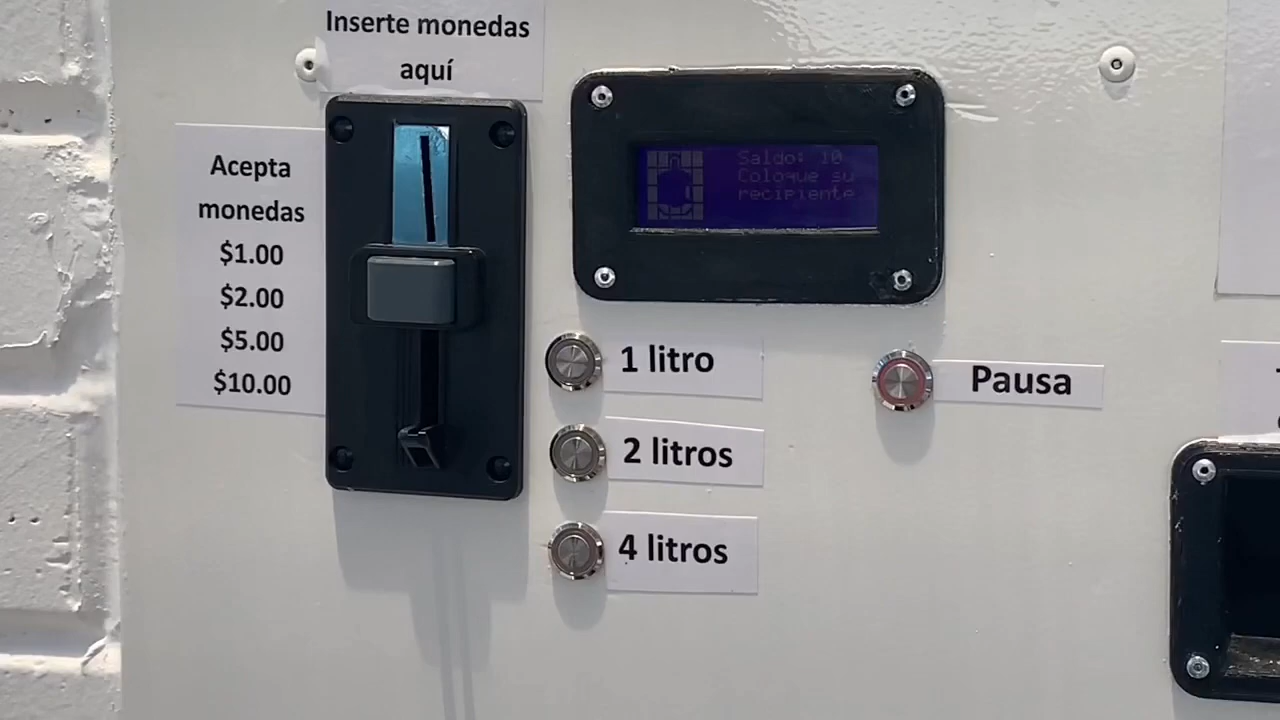 Inserte monedas
aquí
Acepta
monedas
$1.00
$2.00
$5.00
$10.00
Saldo: 10
Coloque su
recipiente
1 litro
2 litros
4 litros
Pausa